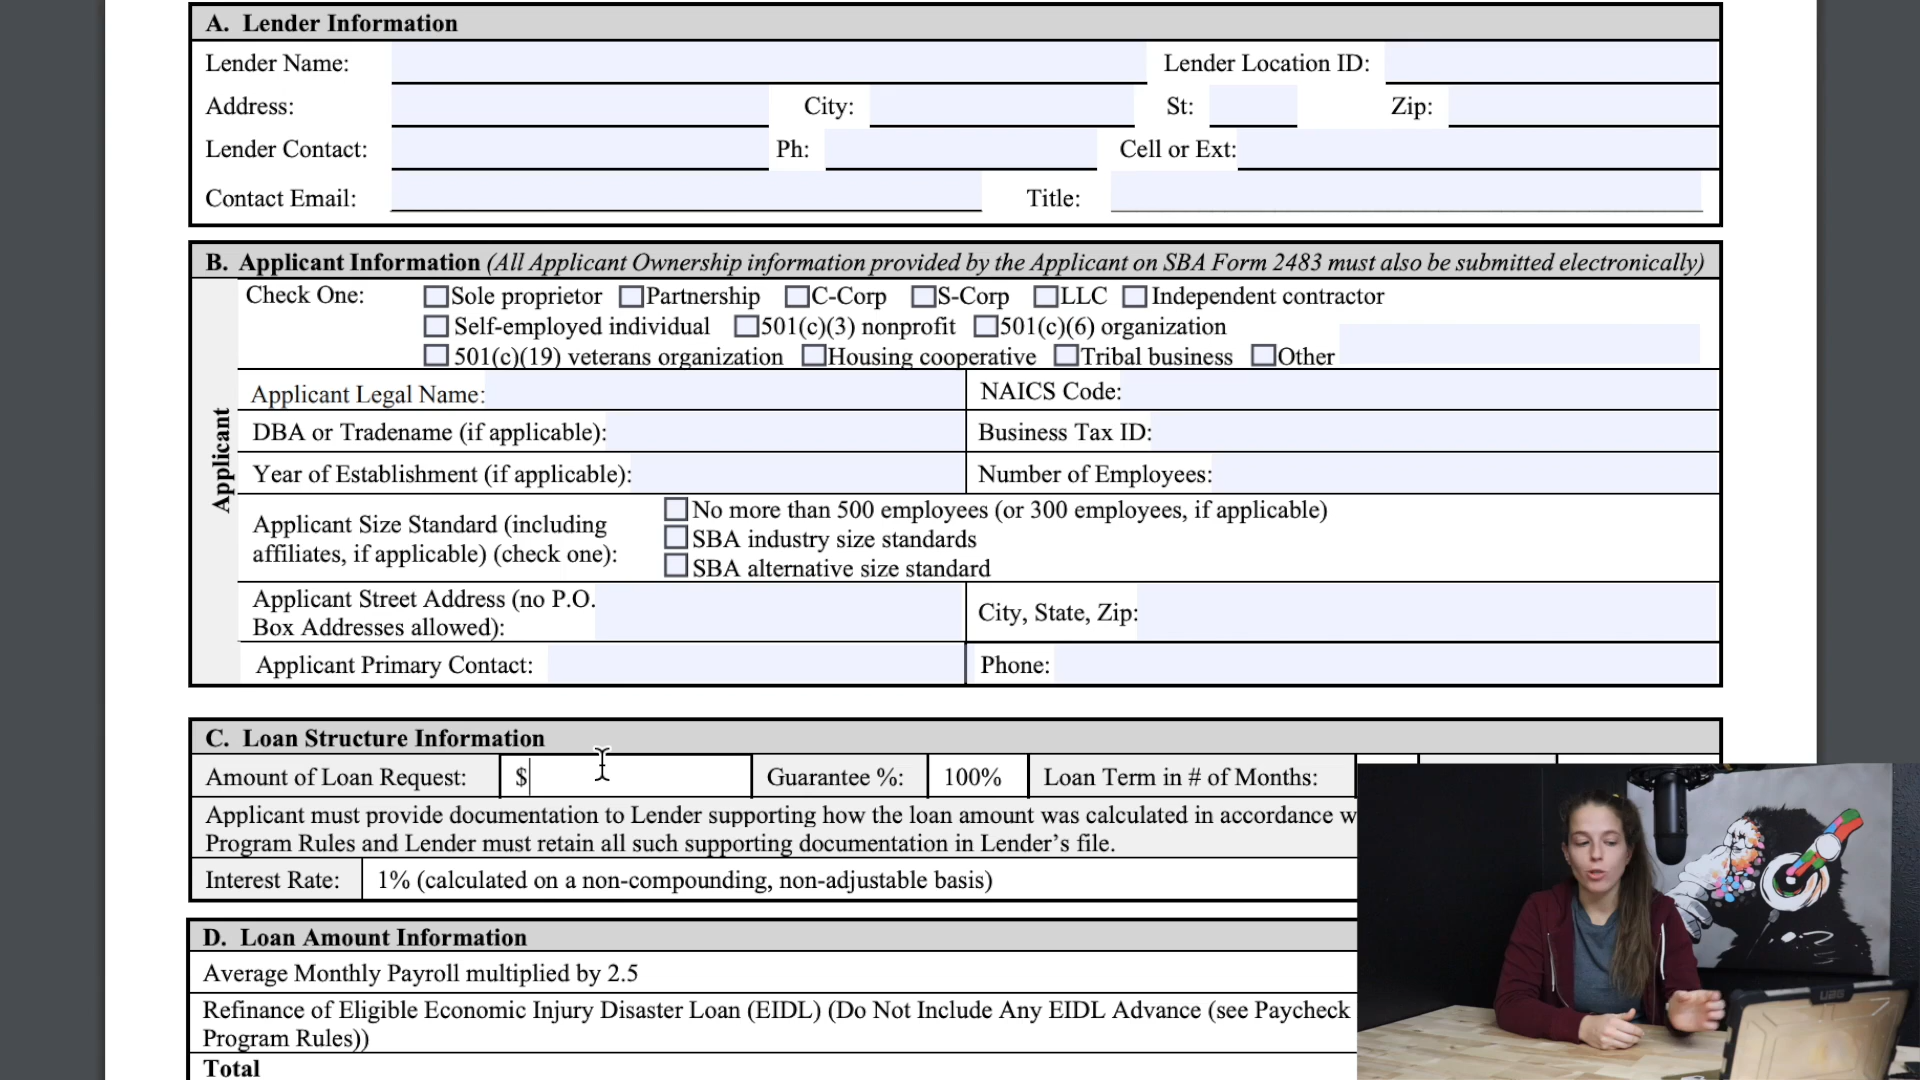 A. Lender Information
Lender Name: Lender Location ID:
Address: City: St: Zip:
Lender Contact: Ph: Cell or Ext:
Contact Email: Title:
B. Applicant Information (All Applicant Ownership information provided by the Applicant on SBA Form 2483 must also be submitted electronically)
Check One: Sole proprietor Partnership C-Corp S-Corp LLC Independent contractor
Self-employed individual 501(c)(3) nonprofit 501(c)(6) organization
501(c)(19) veterans organization Housing cooperative Tribal business Other
Applicant
Applicant Legal Name: NAICS Code:
DBA or Tradename (if applicable): Business Tax ID:
Year of Establishment (if applicable): Number of Employees:
Applicant Size Standard (including
affiliates, if applicable) (check one):
No more than 500 employees (or 300 employees, if applicable)
SBA industry size standards
SBA alternative size standard
Applicant Street Address (no P.O.
Box Addresses allowed):
City, State, Zip:
Applicant Primary Contact: Phone:
C. Loan Structure Information
Amount of Loan Request: $ Guarantee %: 100% Loan Term in # of Months:
Applicant must provide documentation to Lender supporting how the loan amount was calculated in accordance w
Program Rules and Lender must retain all such supporting documentation in Lender's file.
Interest Rate: 1% (calculated on a non-compounding, non-adjustable basis)
D. Loan Amount Information
Average Monthly Payroll multiplied by 2.5
Refinance of Eligible Economic Injury Disaster Loan (EIDL) (Do Not Include Any EIDL Advance (see Paycheck
Program Rules))
Total
UAG